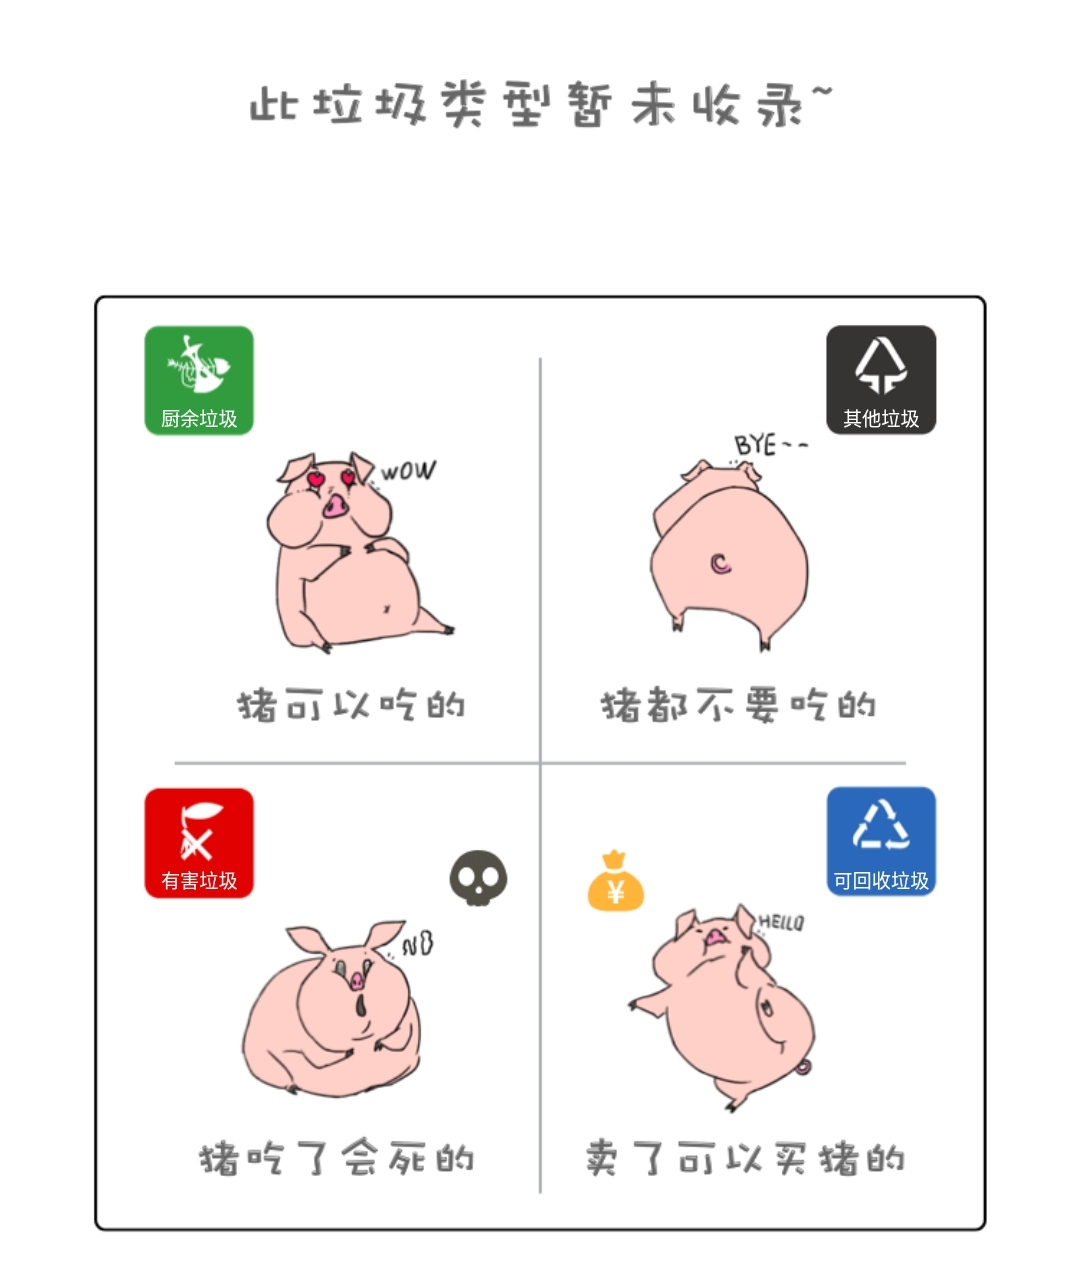 此垃圾类型暂未收录~
厨余垃圾
其他垃圾
WOW
BYE~~
猪可以吃的
猪都不要吃的
有害垃圾
可回收垃圾
¥
NO
HELLO
猪吃了会死的
卖了可以买猪的